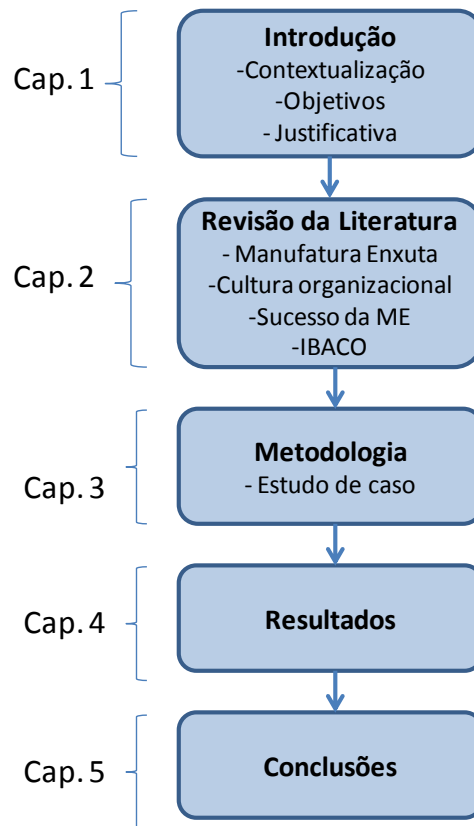 Cap. 1
Introdução
-Contextualização
-Objetivos
-Justificativa
Cap. 2
Revisão da Literatura
- Manufatura Enxuta
-Cultura organizacional
-Sucesso da ME
-IBACO
Cap. 3
Metodologia
- Estudo de caso
Cap. 4
Resultados
Cap. 5
Conclusões